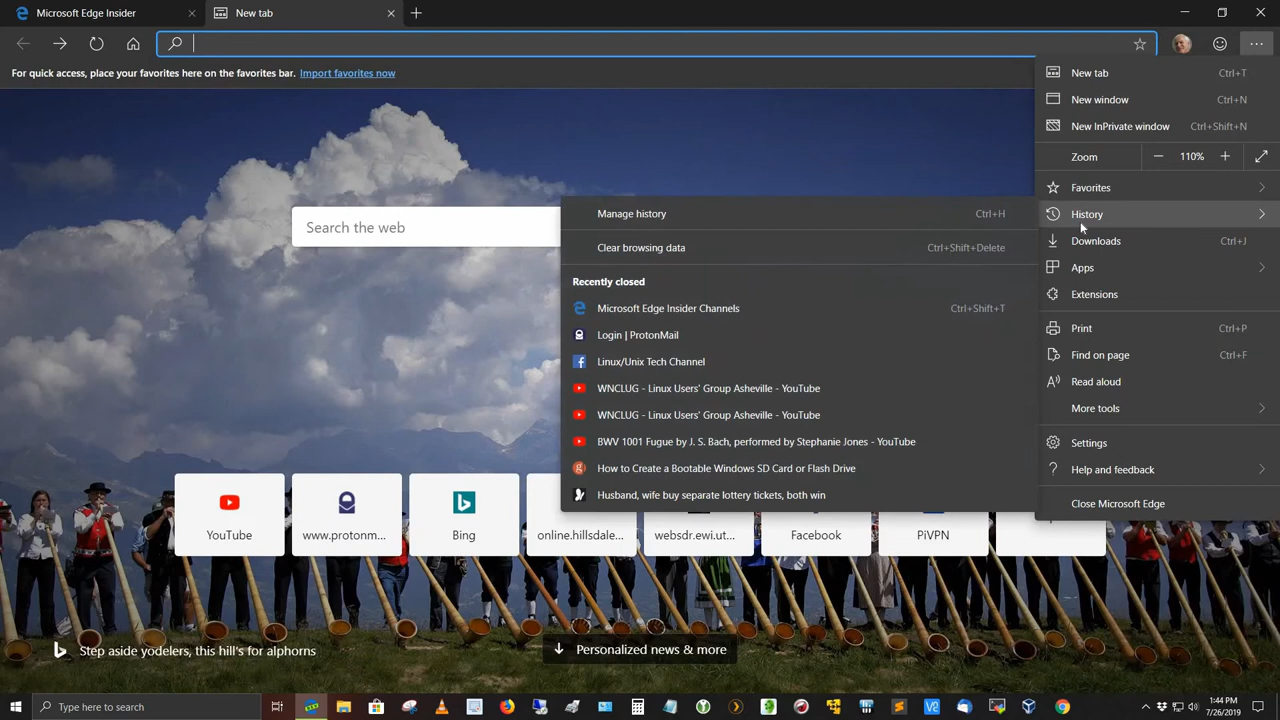 Microsoft Edge Insider
New tab
For quick access, place your favorites here on the favorites bar. Import favorites now
New tab Ctrl+T
New window Ctrl+N
New InPrivate window Ctrl+Shift+N
Zoom 110%
Favorites
History
Downloads Ctrl+J
Apps
Extensions
Print Ctrl+P
Find on page Ctrl+F
Read aloud
More tools
Settings
Help and feedback
Close Microsoft Edge
Manage history Ctrl+H
Clear browsing data Ctrl+Shift+Delete
Recently closed
Microsoft Edge Insider Channels Ctrl+Shift+T
Login | ProtonMail
Linux/Unix Tech Channel
WNCLUG - Linux Users' Group Asheville - YouTube
WNCLUG - Linux Users' Group Asheville - YouTube
BWV 1001 Fugue by J. S. Bach, performed by Stephanie Jones - YouTube
How to Create a Bootable Windows SD Card or Flash Drive
Husband, wife buy separate lottery tickets, both win
Search the web
YouTube
www.protonm...
Bing
online.hillsdale...
websdr.ewi.ut...
Facebook
PiVPN
Step aside yodelers, this hill's for alphorns
Personalized news & more
Type here to search
1:44 PM
7/26/2019